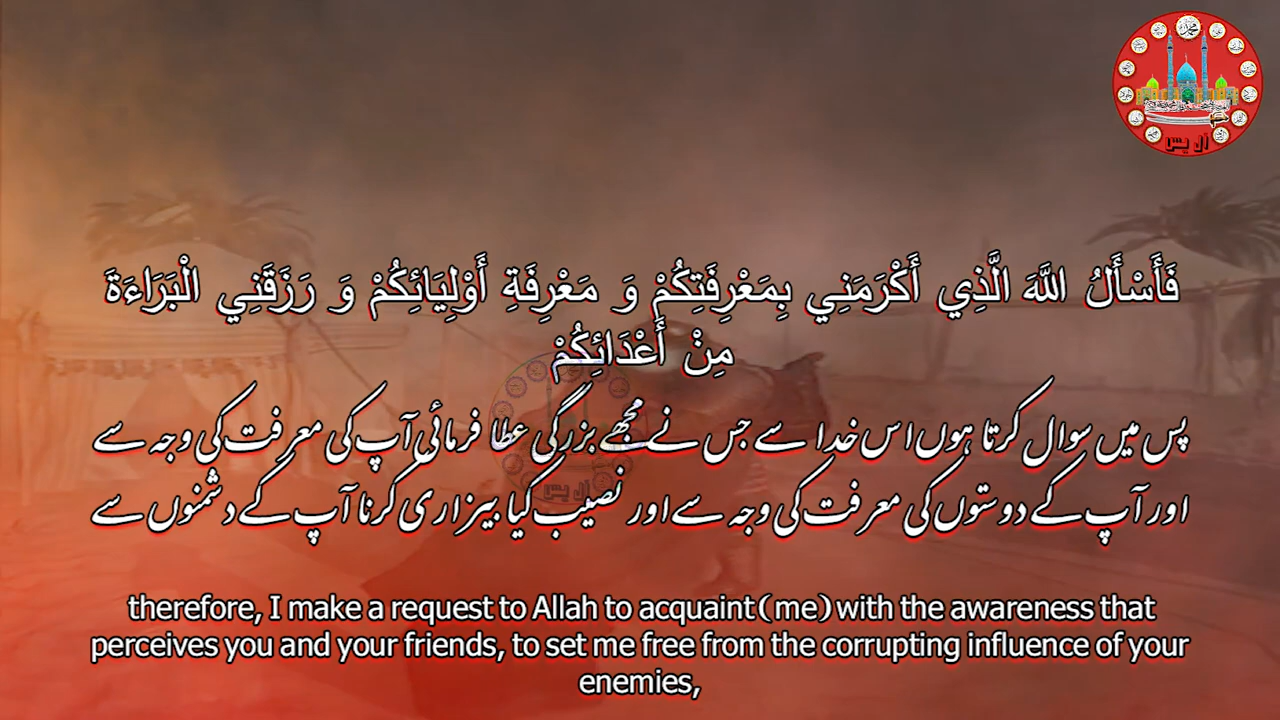 فَأَسْأَلُ اللَّهَ الَّذِي أَكْرَمَنِي بِمَعْرِفَتِكُمْ وَ مَعْرِفَةِ أَوْلِيَائِكُمْ وَ رَزَقَنِي الْبَرَاءَةَ
مِنْ أَعْدَائِكُمْ
پس میں سوال کرتا ہوں اس خدا سے جس نے مجھے بزرگی عطا فرمائی آپ کی معرفت کی وجہ سے
اور آپ کے دوستوں کی معرفت کی وجہ سے اور نصیب کیا بیزاری کرنا آپ کے دشمنوں سے
therefore, I make a request to Allah to acquaint (me) with the awareness that
perceives you and your friends, to set me free from the corrupting influence of your
enemies,
آل یس